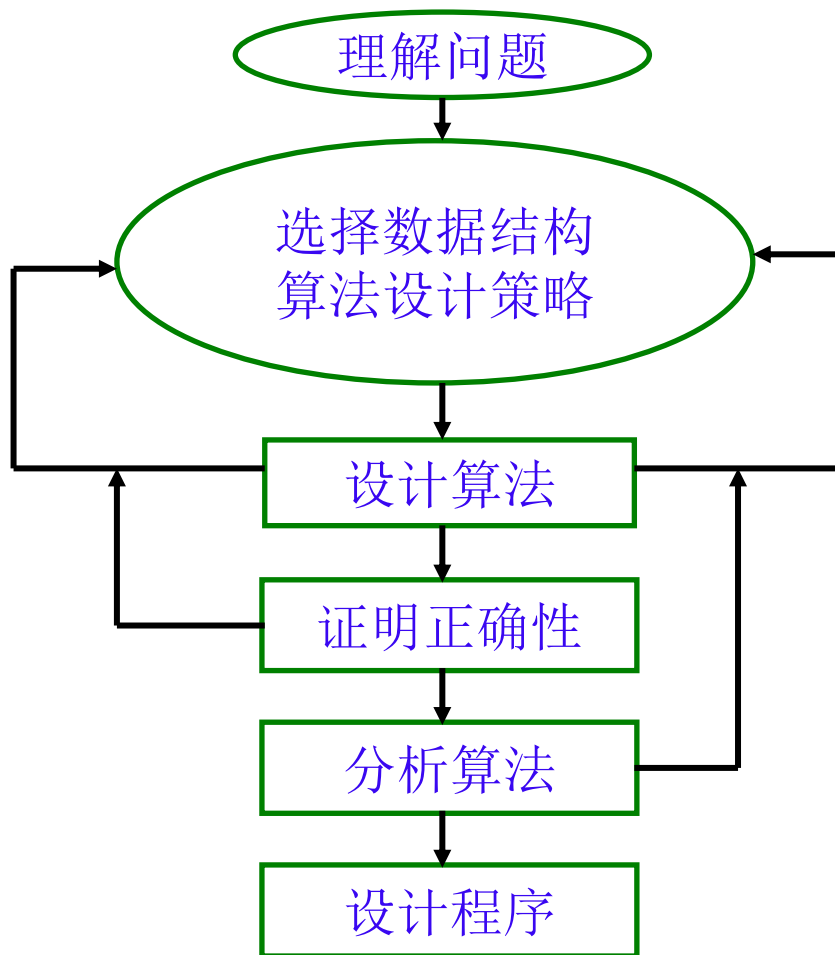 理解问题
选择数据结构
算法设计策略
设计算法
证明正确性
分析算法
设计程序